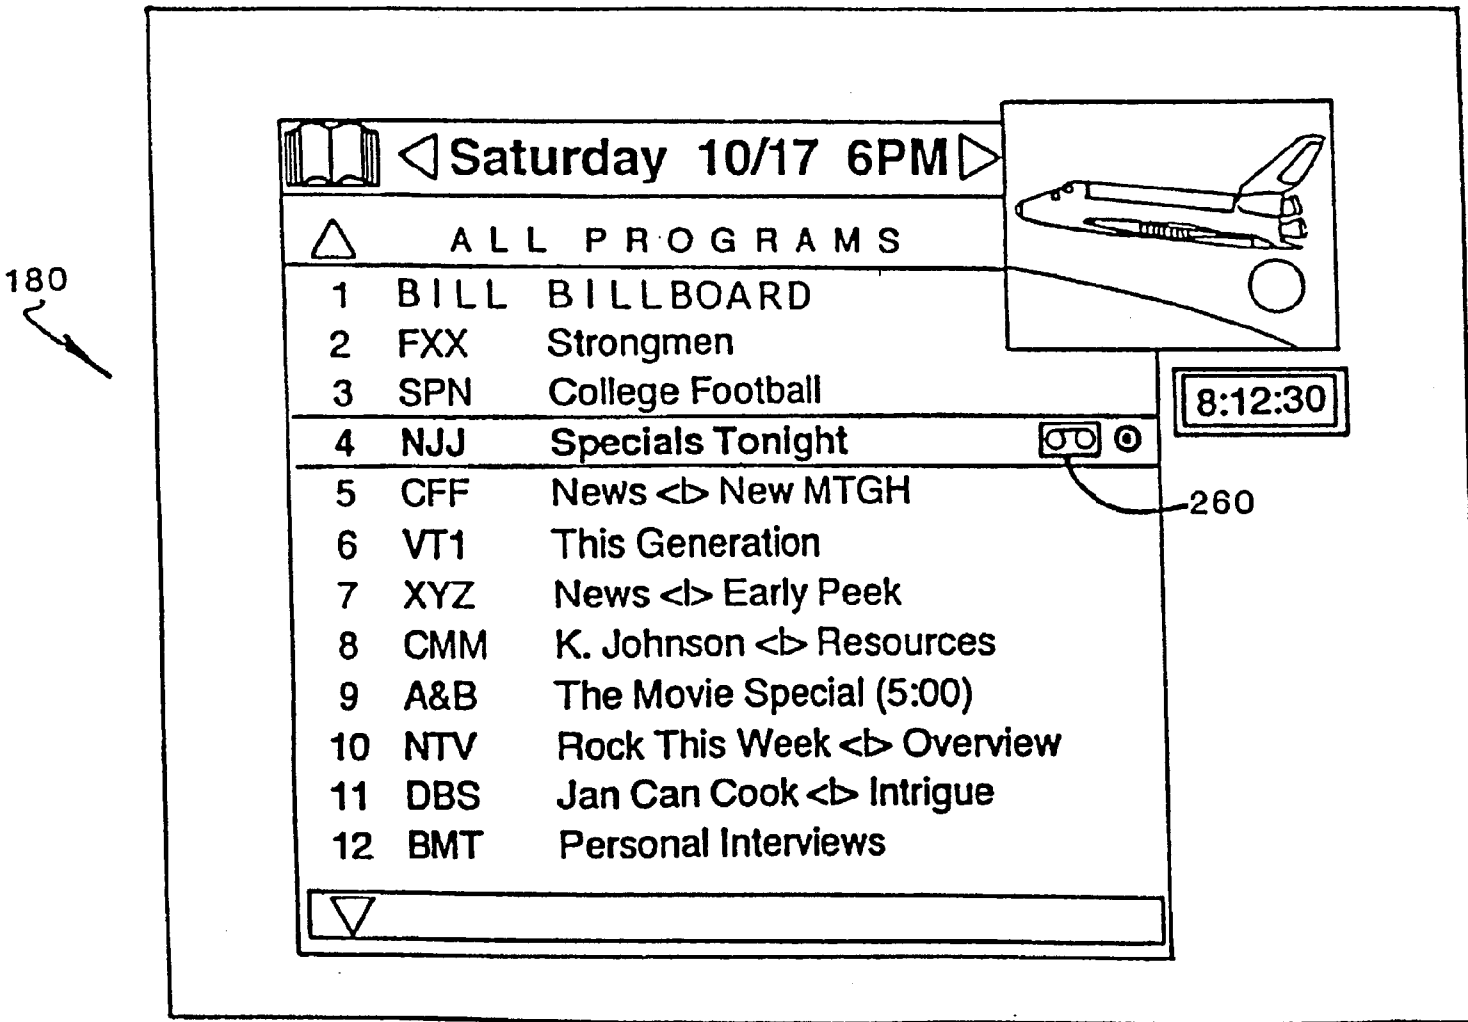 Saturday 10/17 6PM
ALL PROGRAMS
180
1 BILL BILLBOARD
2 FXX Strongmen
3 SPN College Football
8:12:30
4 NJJ Specials Tonight
5 CFF News <b> New MTGH
260
6 VT1 This Generation
7 XYZ News <l> Early Peek
8 CMM K. Johnson <b> Resources
9 A&B The Movie Special (5:00)
10 NTV Rock This Week <b> Overview
11 DBS Jan Can Cook <b> Intrigue
12 BMT Personal Interviews